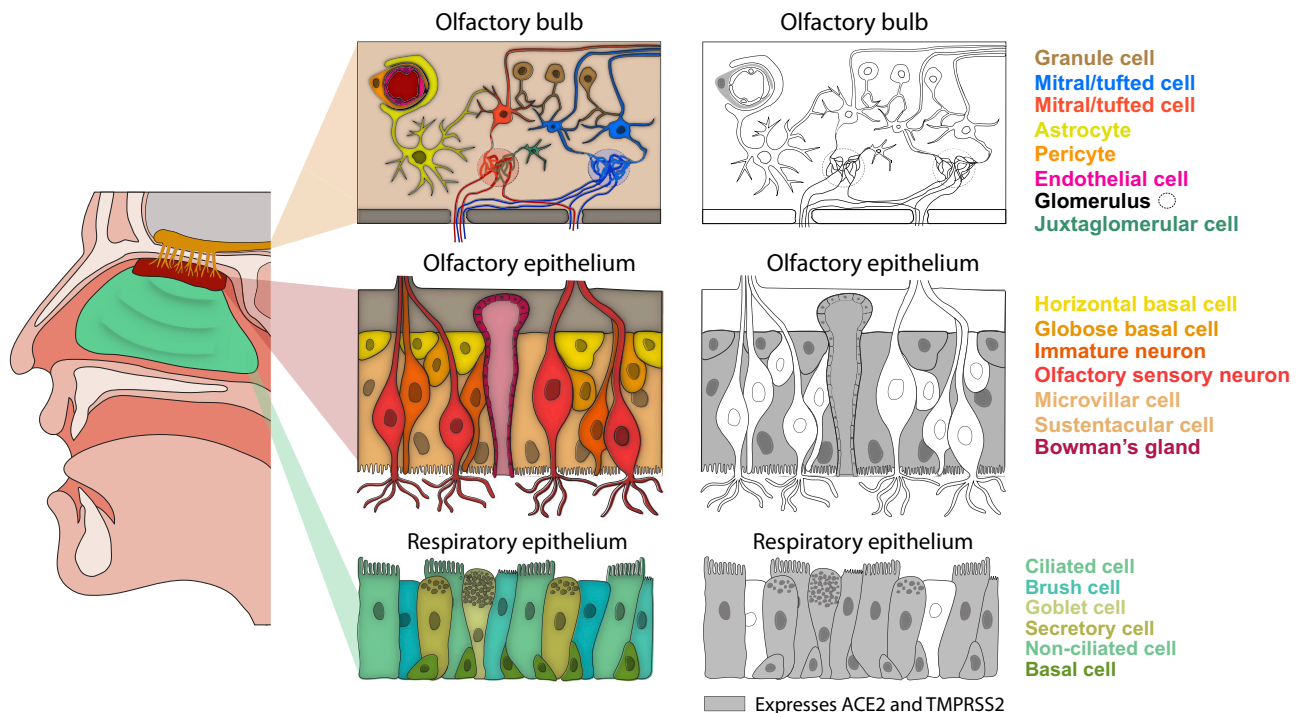 Olfactory bulb
Olfactory bulb
Granule cell
Mitral/tufted cell
Mitral/tufted cell
Astrocyte
Pericyte
Endothelial cell
Glomerulus
Juxtaglomerular cell
Olfactory epithelium
Olfactory epithelium
Horizontal basal cell
Globose basal cell
Immature neuron
Olfactory sensory neuron
Microvillar cell
Sustentacular cell
Bowman's gland
Respiratory epithelium
Respiratory epithelium
Ciliated cell
Brush cell
Goblet cell
Secretory cell
Non-ciliated cell
Basal cell
Expresses ACE2 and TMPRSS2